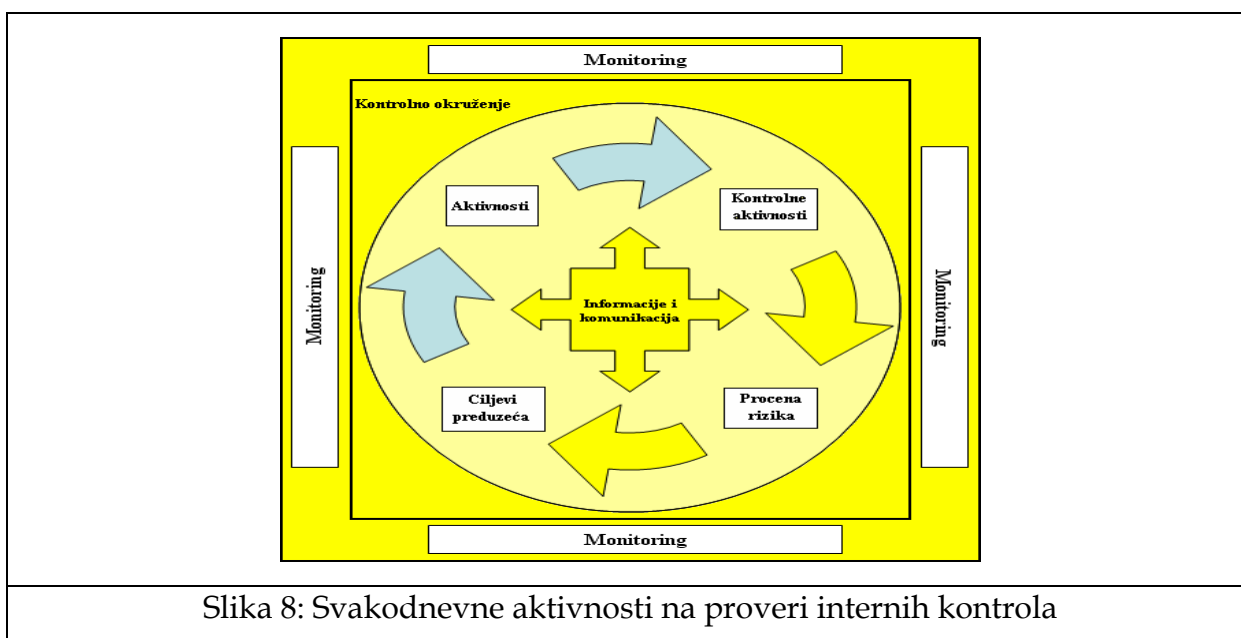 Monitoring
Kontrolno okruženje
Monitoring
Aktivnosti
Kontrolne
aktivnosti
Informacije i
komunikacija
Monitoring
Ciljevi
preduzeća
Procena
rizika
Monitoring
Slika 8: Svakodnevne aktivnosti na proveri internih kontrola